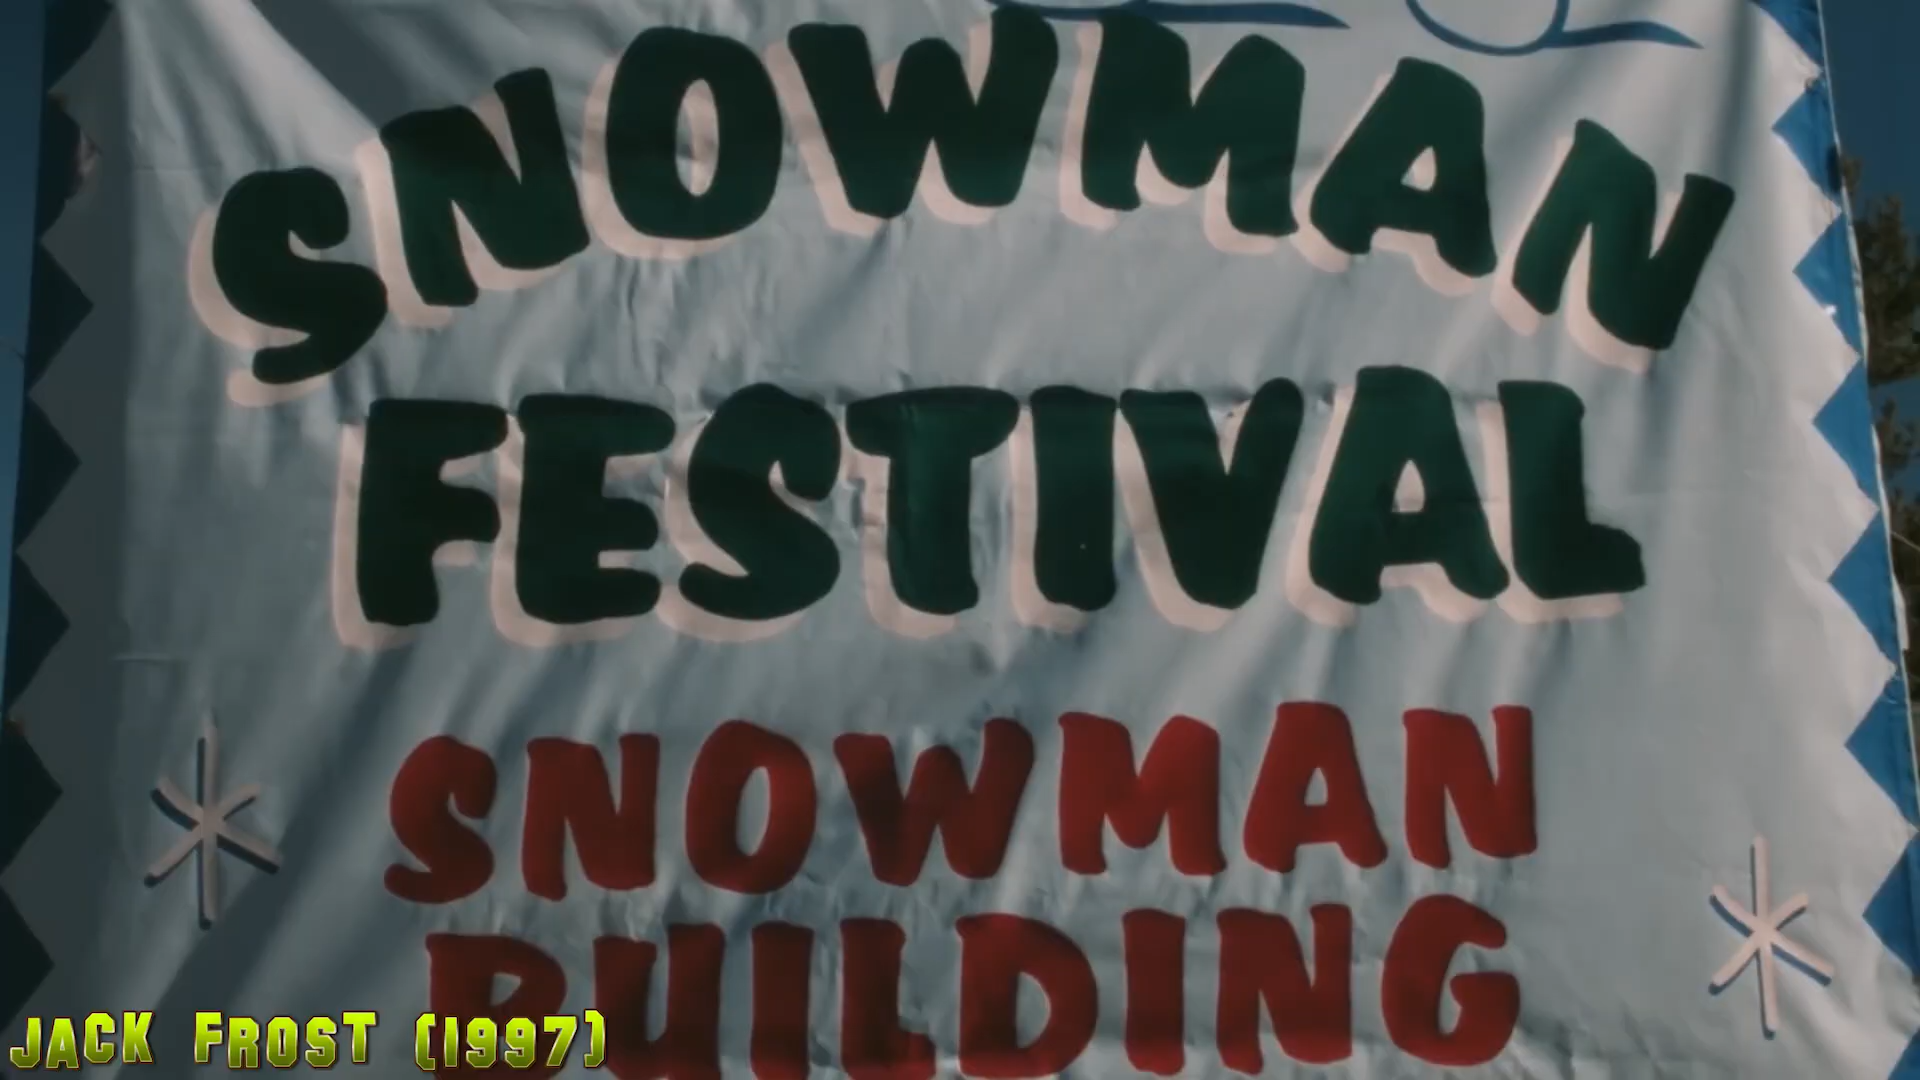 SNOWMAN
FESTIVAL
SNOWMAN
BUILDING
JACK FROST (1997)